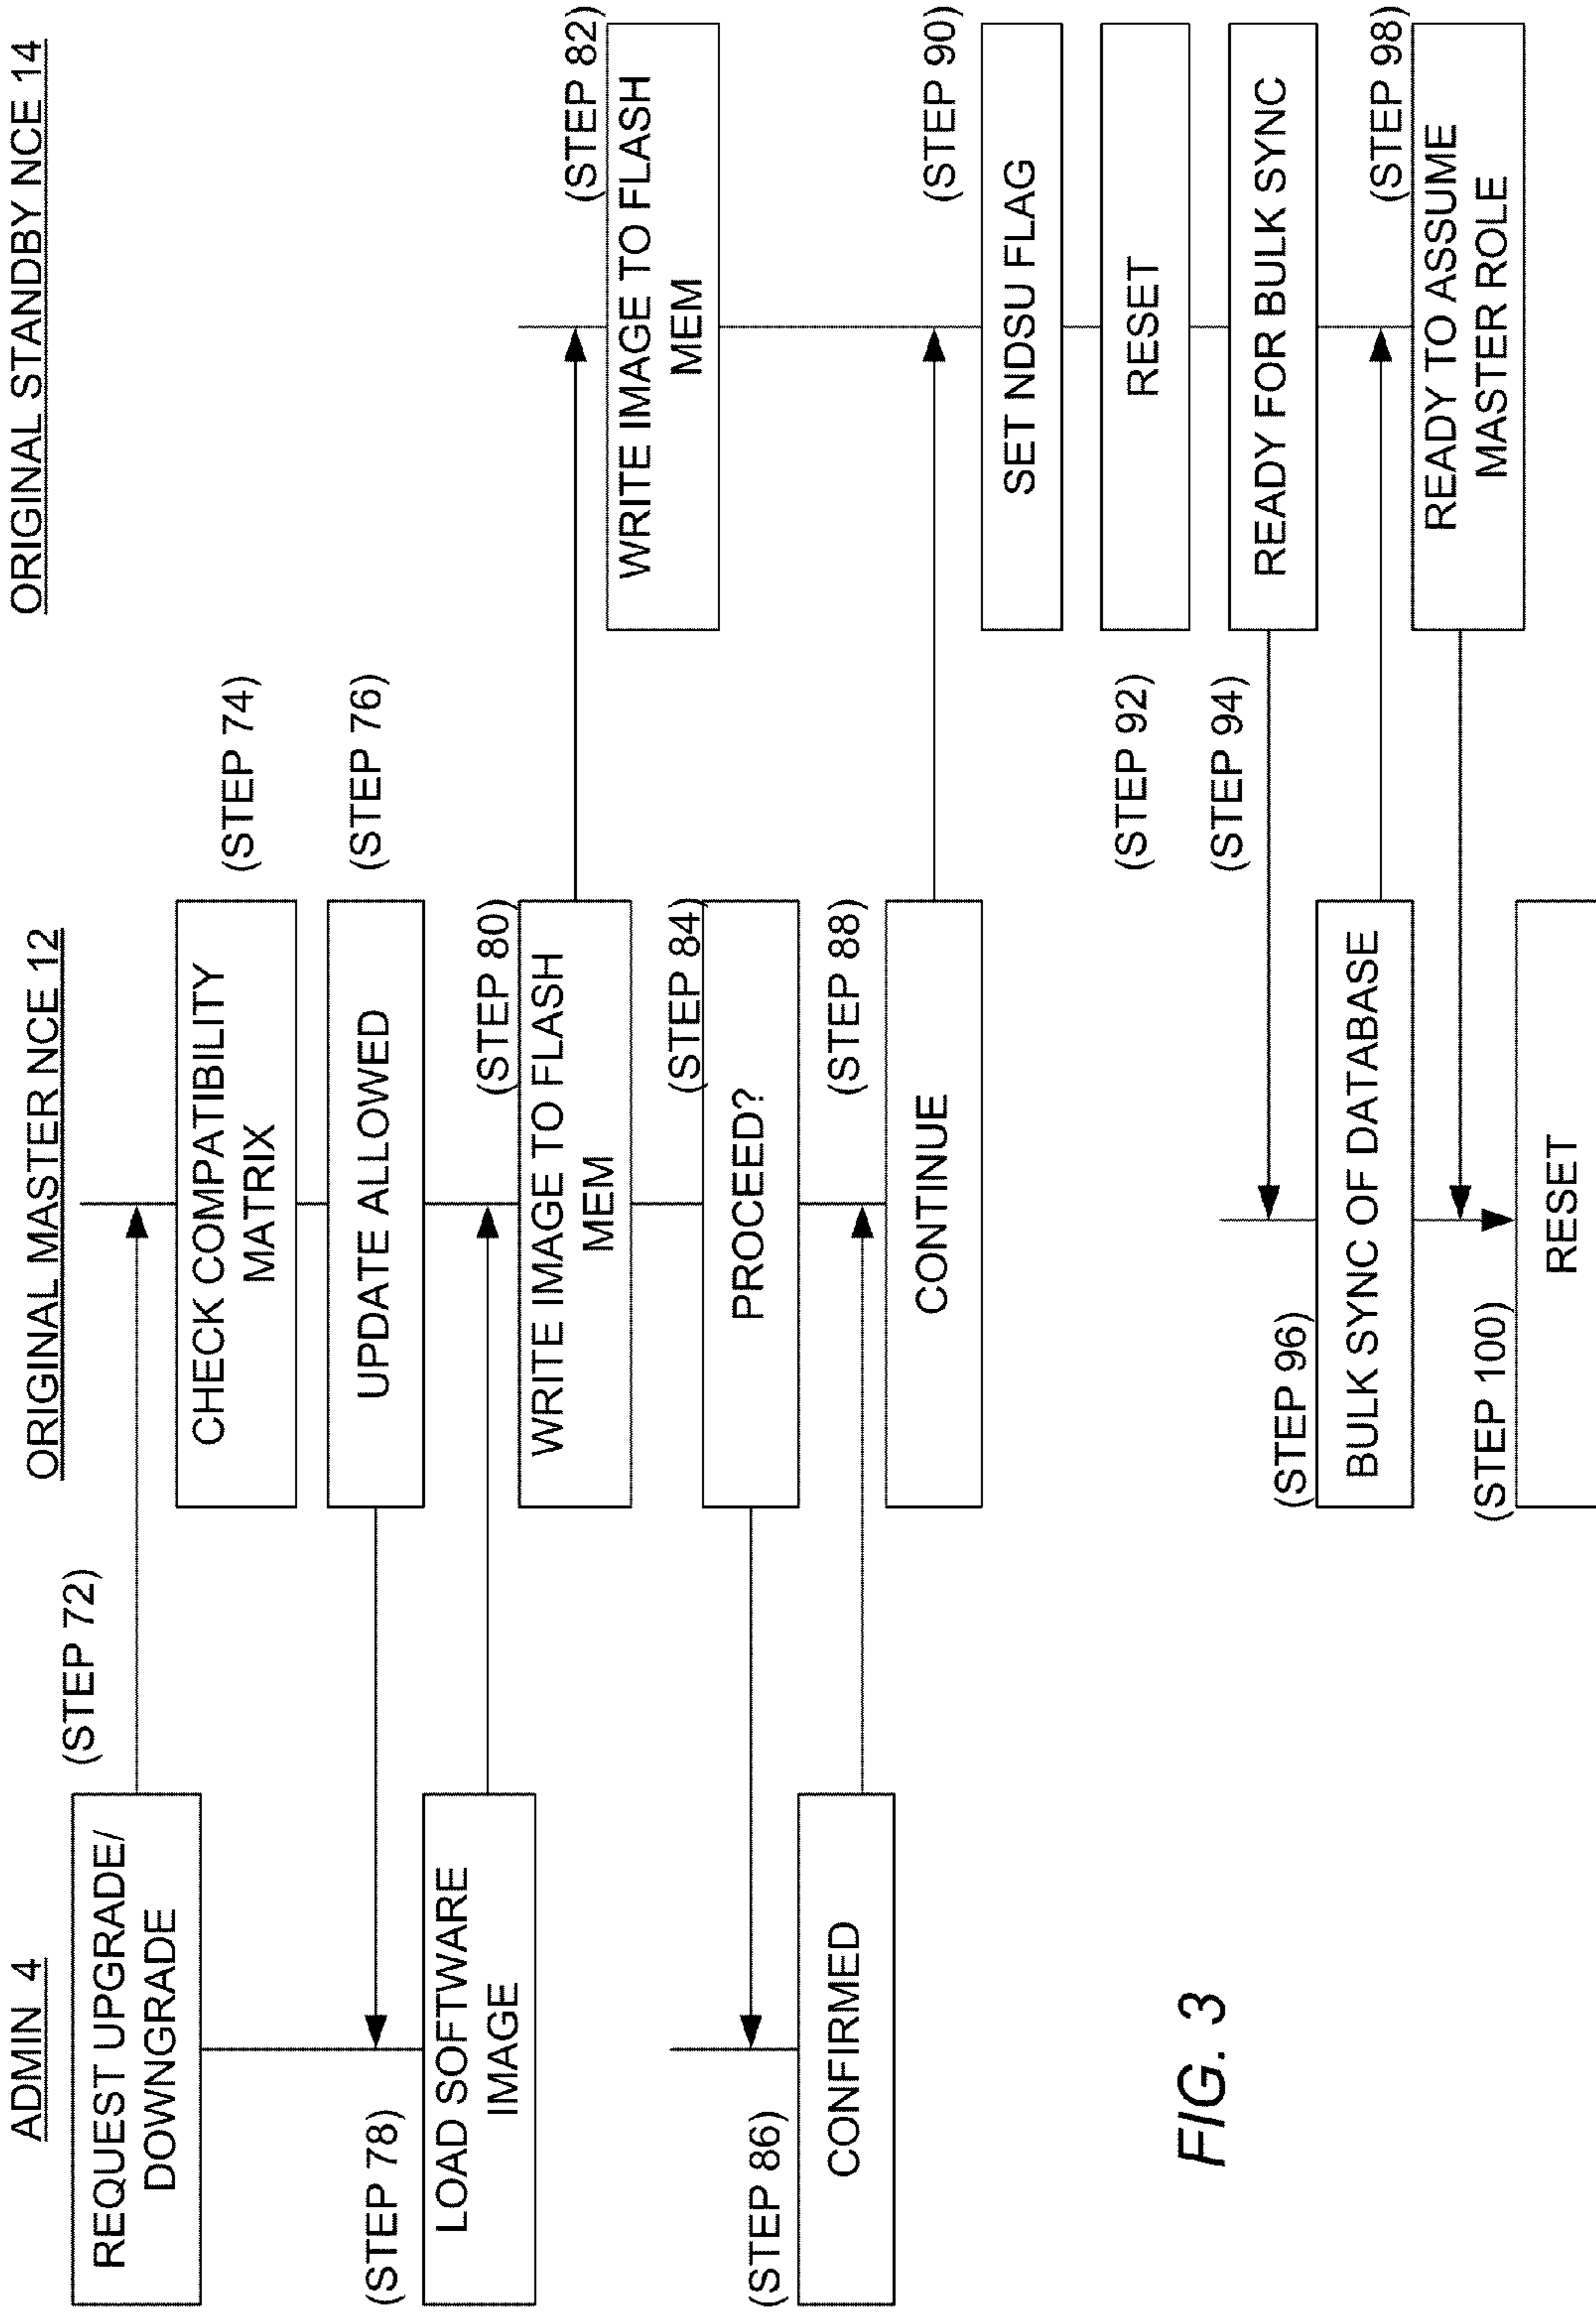 ADMIN 4
ORIGINAL MASTER NCE 12
ORIGINAL STANDBY NCE 14
(STEP 72)
REQUEST UPGRADE/
DOWNGRADE
CHECK COMPATIBILITY
MATRIX
(STEP 74)
UPDATE ALLOWED
(STEP 76)
(STEP 78)
LOAD SOFTWARE
IMAGE
(STEP 80)
WRITE IMAGE TO FLASH
MEM
(STEP 82)
WRITE IMAGE TO FLASH
MEM
(STEP 84)
PROCEED?
(STEP 86)
CONFIRMED
(STEP 88)
CONTINUE
(STEP 90)
SET NDSU FLAG
(STEP 92)
RESET
(STEP 94)
READY FOR BULK SYNC
(STEP 96)
BULK SYNC OF DATABASE
(STEP 98)
READY TO ASSUME
MASTER ROLE
(STEP 100)
RESET
FIG. 3